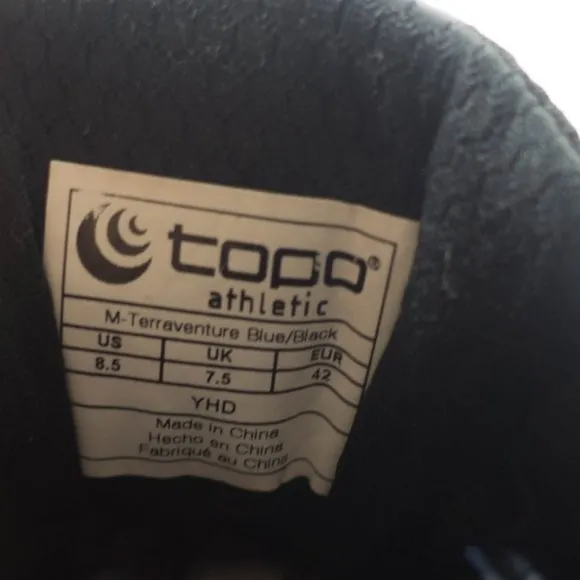 topo®
athletic
M-Terraventure Blue/Black
US UK EUR
8.5 7.5 42
YHD
Made in China
Hecho en China
Fabriqué au China